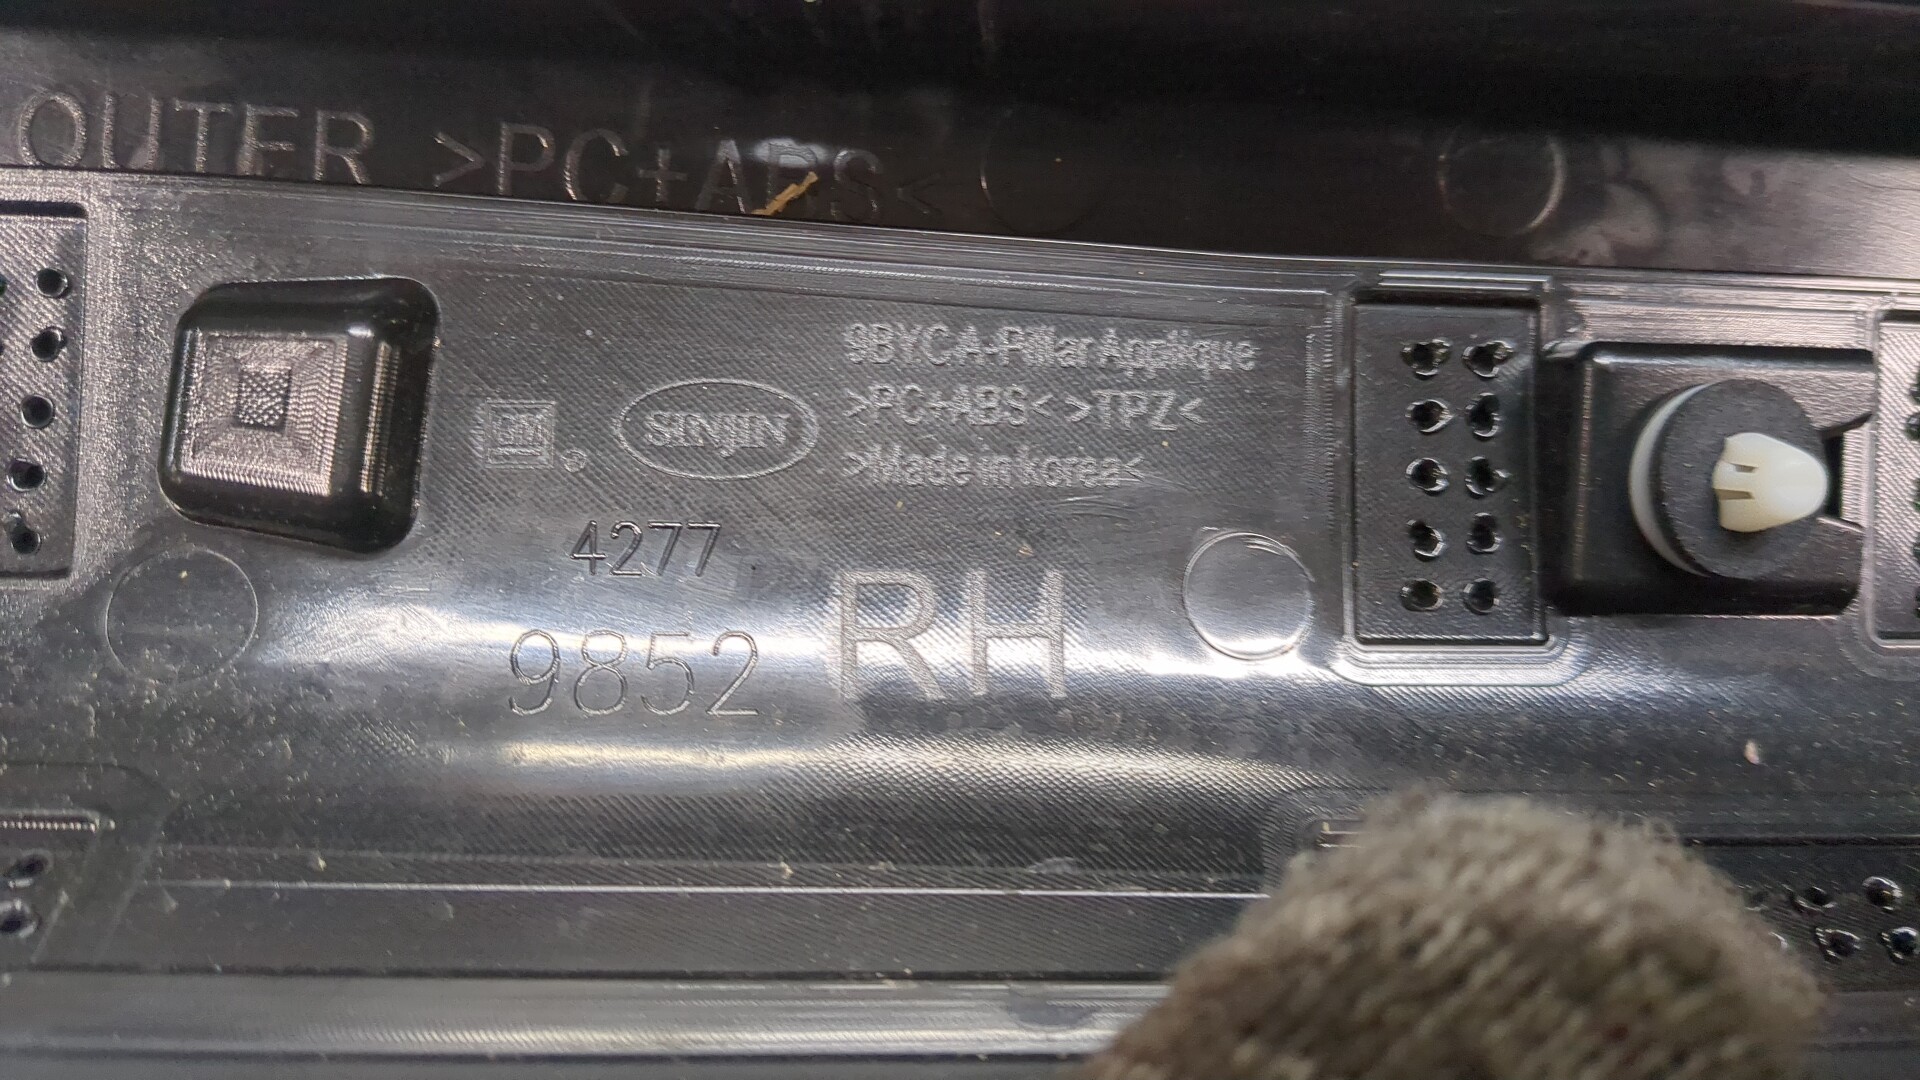 OUTER >PC+ABS<
9BYC A-Pillar Applique
GM
SINJIN
>PC+ABS< >TPZ<
>Made in korea<
4277
9852
RH